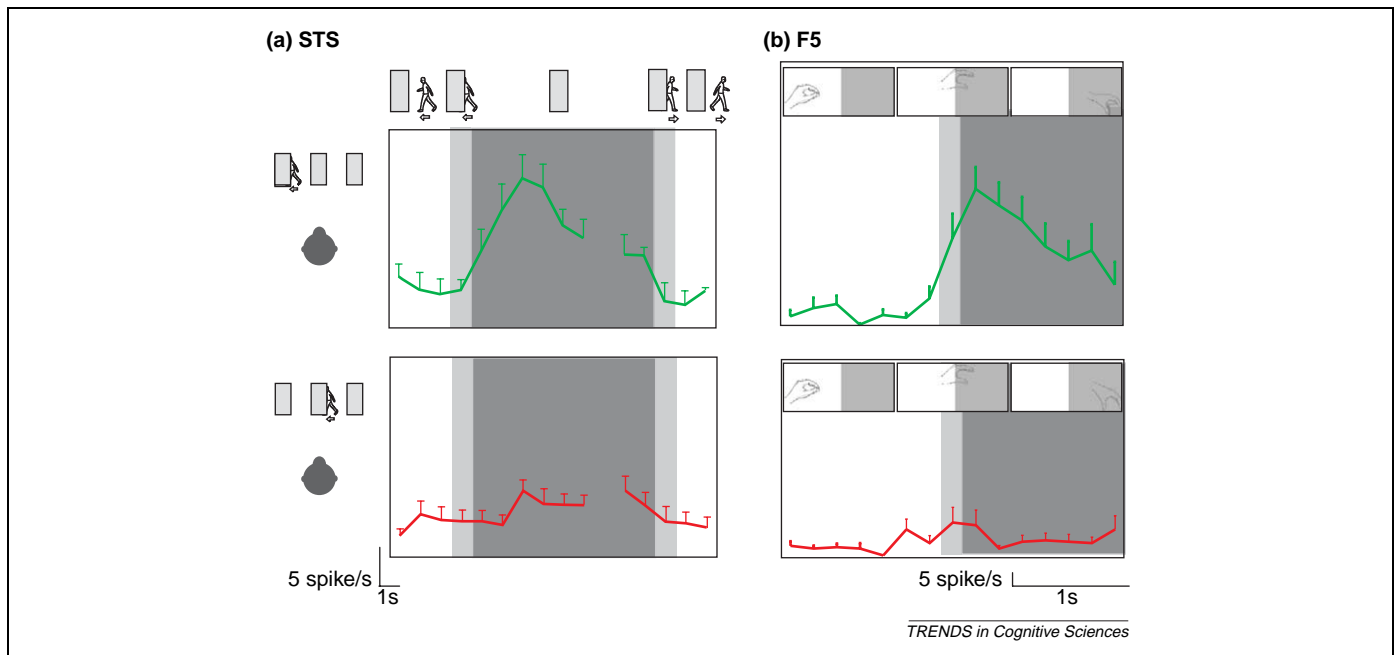 (a) STS
(b) F5
5 spike/s
1s
5 spike/s
1s
TRENDS in Cognitive Sciences